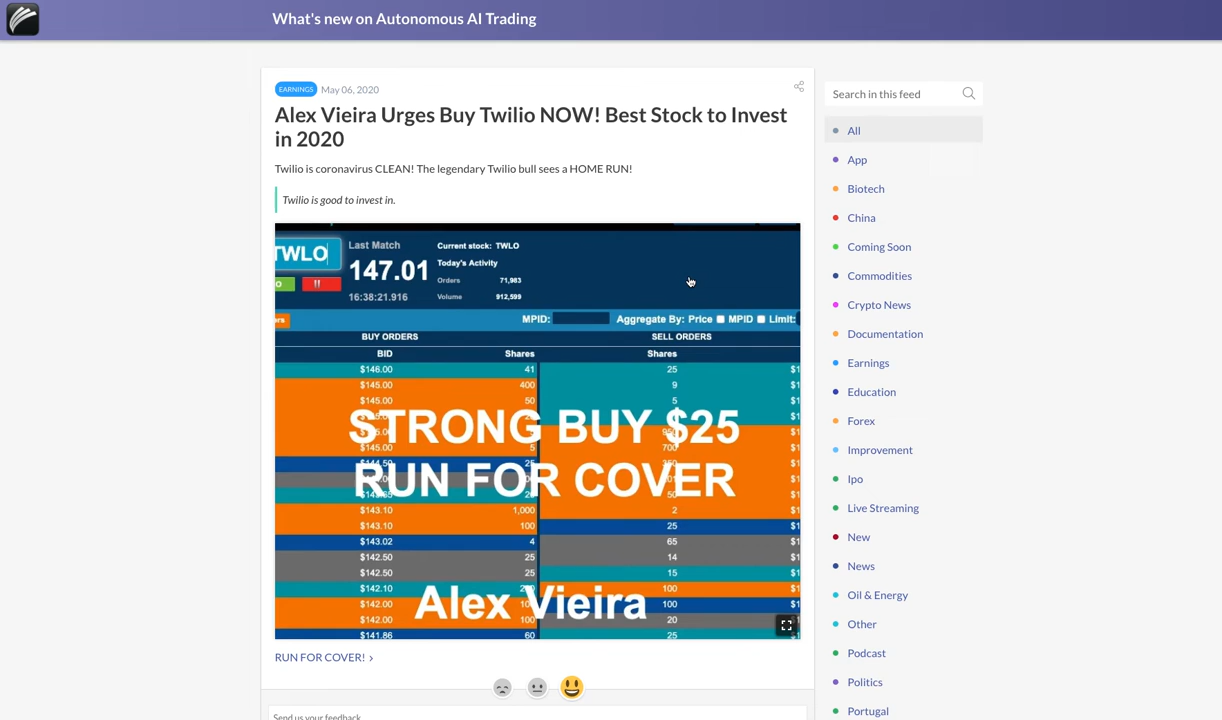 What's new on Autonomous AI Trading
EARNINGS May 06, 2020
Alex Vieira Urges Buy Twilio NOW! Best Stock to Invest
in 2020
Twilio is coronavirus CLEAN! The legendary Twilio bull sees a HOME RUN!
Twilio is good to invest in.
TWLO Last Match Current stock: TWLO
147.01 Today's Activity
Orders 71,983
16:38:21.916 Volume 912,599
MPID: Aggregate By: Price MPID Limit:
BUY ORDERS SELL ORDERS
BID Shares Shares
$146.00 41 25
$145.00 400 9
$145.00 50 5
STRONG BUY $25
$145.00 5 700
RUN FOR COVER
$143.10 1,000 2
$143.10 100 25
$143.02 4 65
$142.50 25 14
$142.50 25 15
$142.10 100
Alex Vieira
$142.00 100
$142.00 100 20
$141.86 60 25
RUN FOR COVER! >
Send us your feedback
Search in this feed
All
App
Biotech
China
Coming Soon
Commodities
Crypto News
Documentation
Earnings
Education
Forex
Improvement
Ipo
Live Streaming
New
News
Oil & Energy
Other
Podcast
Politics
Portugal